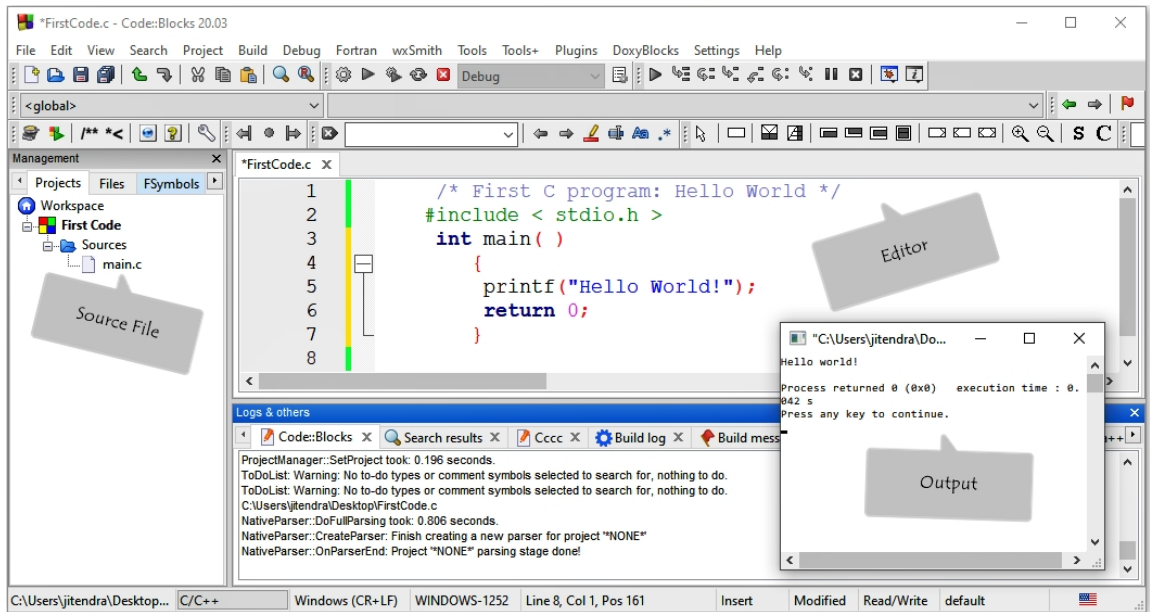 *FirstCode.c - Code::Blocks 20.03
File Edit View Search Project Build Debug Fortran wxSmith Tools Tools+ Plugins DoxyBlocks Settings Help
Debug
<global>
/** *<
.*
S C
Management
Projects Files FSymbols
Workspace
First Code
Sources
main.c
Source File
*FirstCode.c
1 /* First C program: Hello World */
2 #include < stdio.h >
3 int main( )
4 {
5 printf("Hello World!");
6 return 0;
7 }
8
Editor
"C:\Users\jitendra\Do...
Hello world!
Process returned 0 (0x0) execution time : 0.
042 s
Press any key to continue.
Output
Logs & others
Code::Blocks Search results Cccc Build log Build mess
++
ProjectManager::SetProject took: 0.196 seconds.
ToDoList: Warning: No to-do types or comment symbols selected to search for, nothing to do.
ToDoList: Warning: No to-do types or comment symbols selected to search for, nothing to do.
C:\Users\jitendra\Desktop\FirstCode.c
NativeParser::DoFullParsing took: 0.806 seconds.
NativeParser::CreateParser: Finish creating a new parser for project '*NONE*'
NativeParser::OnParserEnd: Project '*NONE*' parsing stage done!
C:\Users\jitendra\Desktop... C/C++ Windows (CR+LF) WINDOWS-1252 Line 8, Col 1, Pos 161 Insert Modified Read/Write default